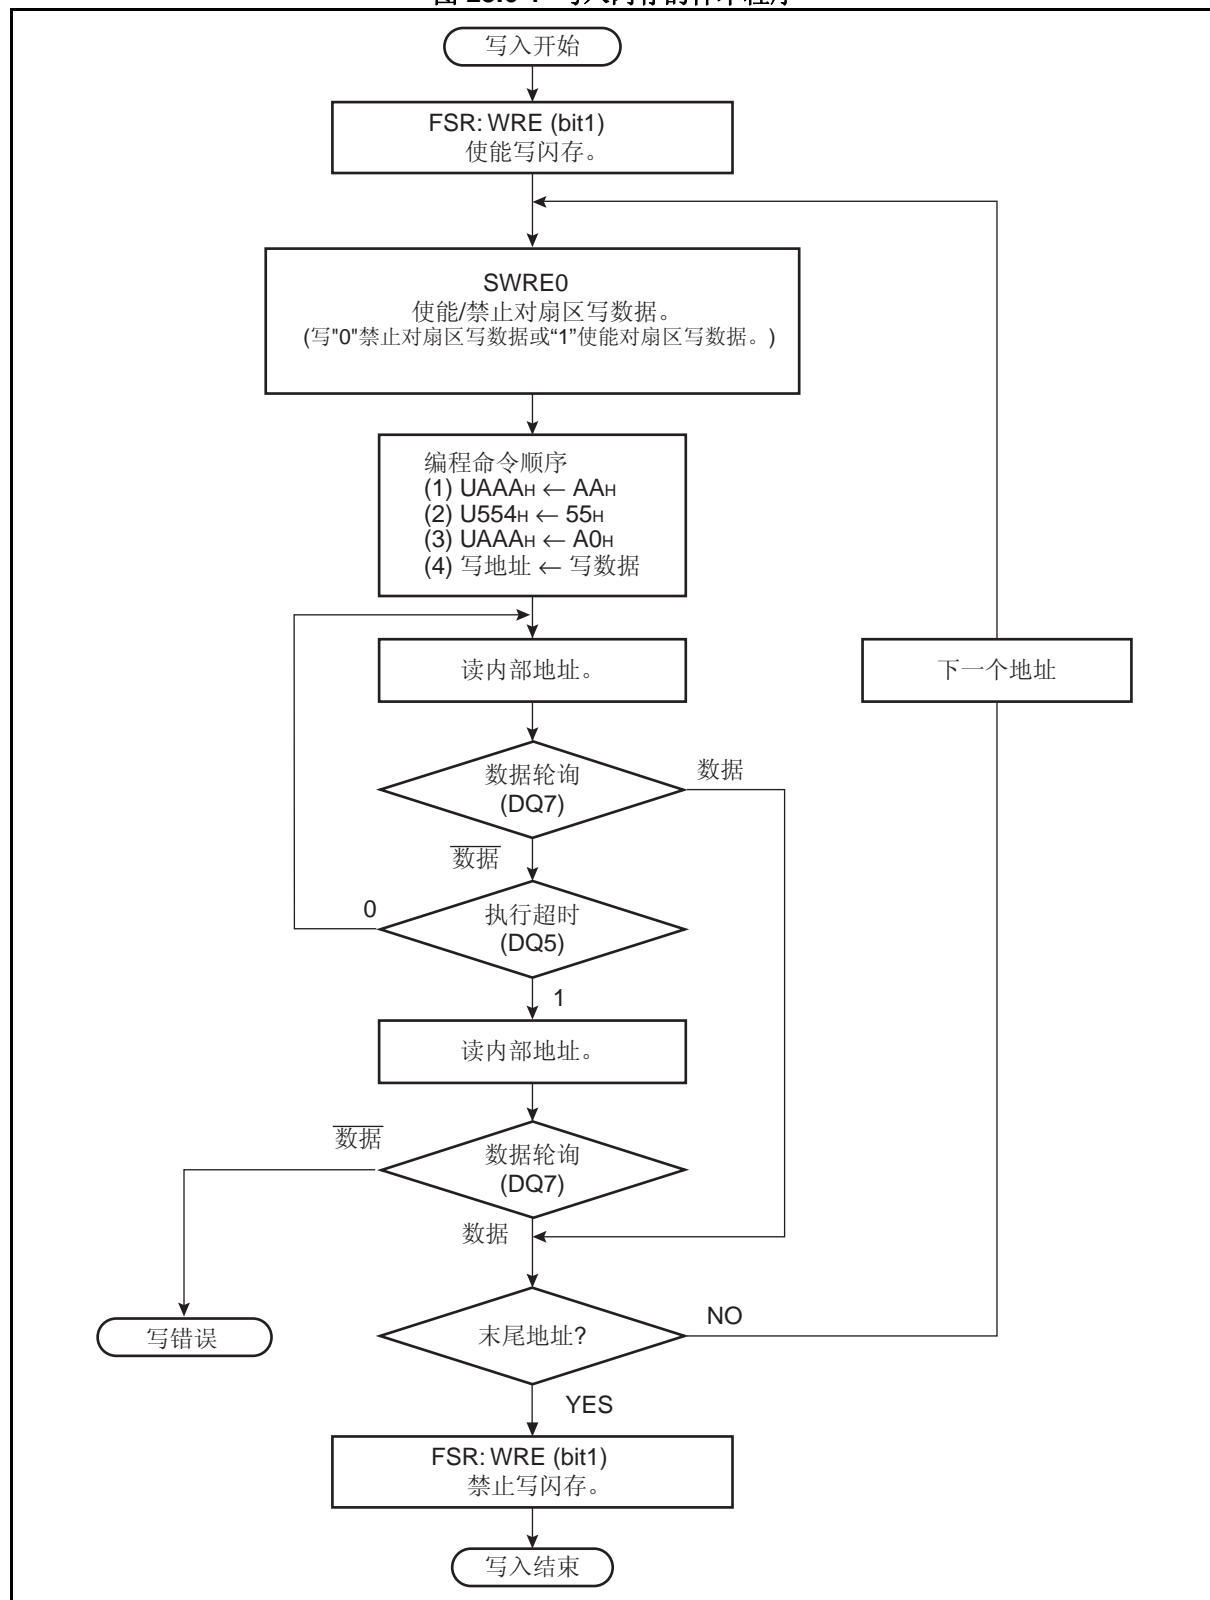 写入开始
FSR: WRE (bit1)
使能写闪存。
SWRE0
使能/禁止对扇区写数据。
(写"0"禁止对扇区写数据或“1”使能对扇区写数据。)
编程命令顺序
(1) UAAAH ← AAH
(2) U554H ← 55H
(3) UAAAH ← A0H
(4) 写地址 ← 写数据
读内部地址。
下一个地址
数据轮询
(DQ7)
数据
数据
执行超时
(DQ5)
0
1
读内部地址。
数据
数据轮询
(DQ7)
数据
写错误
末尾地址?
NO
YES
FSR: WRE (bit1)
禁止写闪存。
写入结束